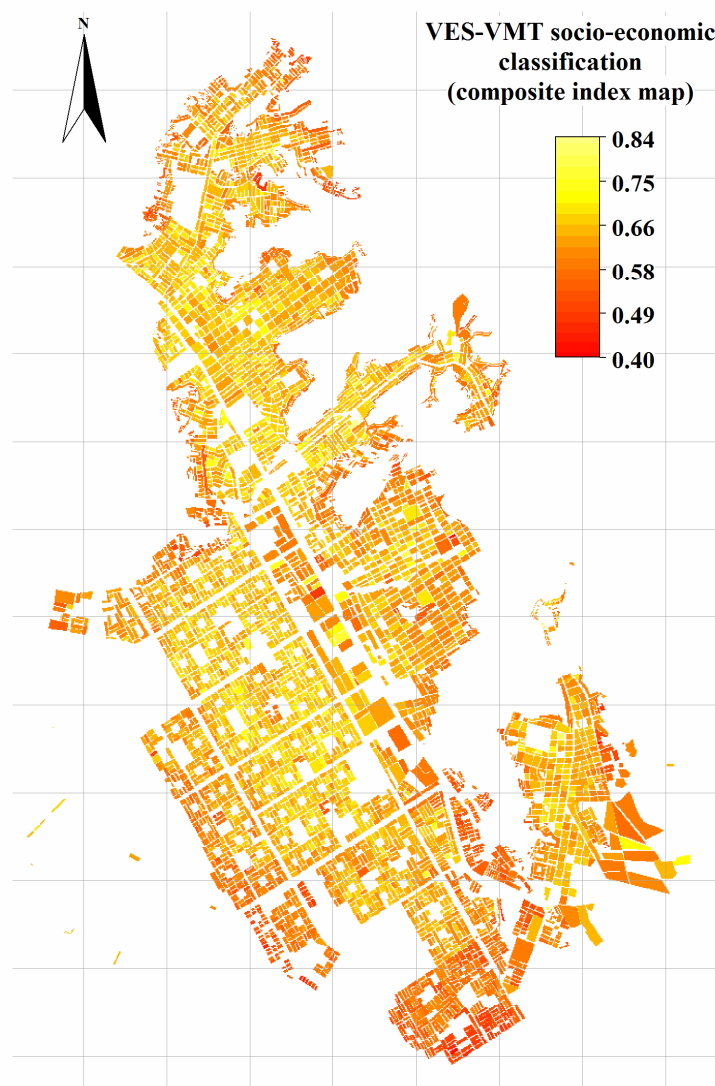 N
VES-VMT socio-economic
classification
(composite index map)
0.84
0.75
0.66
0.58
0.49
0.40